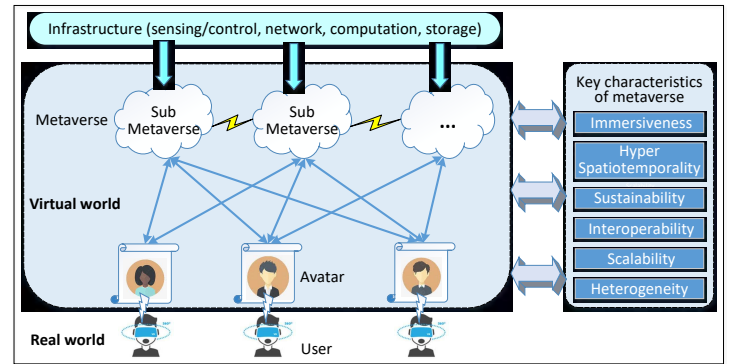 Infrastructure (sensing/control, network, computation, storage)
Metaverse
Sub
Metaverse
Sub
Metaverse
...
Virtual world
Avatar
Real world
User
Key characteristics
of metaverse
Immersiveness
Hyper
Spatiotemporality
Sustainability
Interoperability
Scalability
Heterogeneity